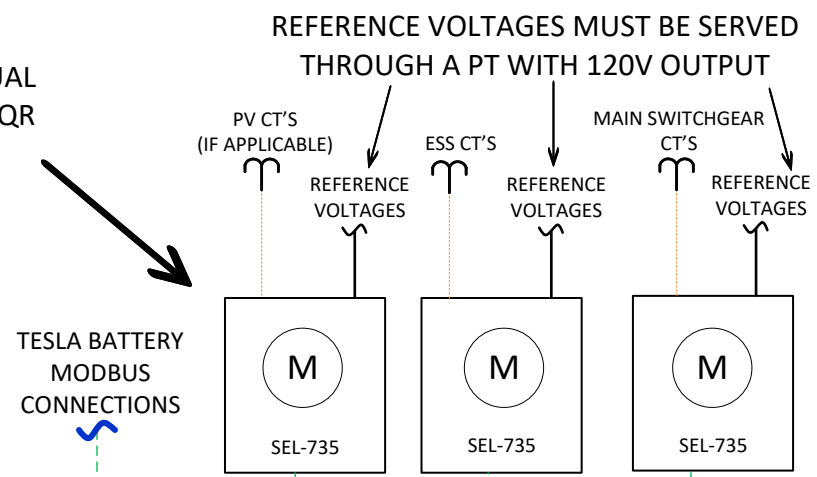 REFERENCE VOLTAGES MUST BE SERVED
THROUGH A PT WITH 120V OUTPUT
QR
PV CT'S
(IF APPLICABLE)
ESS CT'S
MAIN SWITCHGEAR
CT'S
REFERENCE
VOLTAGES
REFERENCE
VOLTAGES
REFERENCE
VOLTAGES
TESLA BATTERY
MODBUS
CONNECTIONS
M
SEL-735
M
SEL-735
M
SEL-735